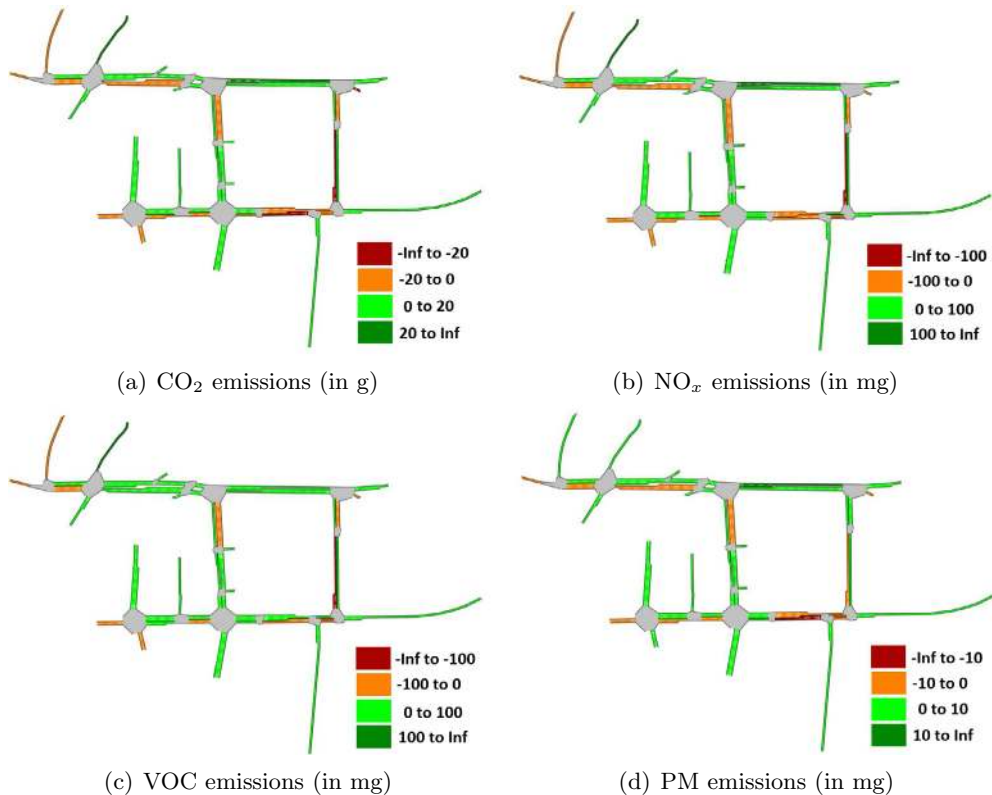 -Inf to -20
-20 to 0
0 to 20
20 to Inf
(a) CO₂ emissions (in g)
-Inf to -100
-100 to 0
0 to 100
100 to Inf
(b) NOₓ emissions (in mg)
-Inf to -100
-100 to 0
0 to 100
100 to Inf
(c) VOC emissions (in mg)
-Inf to -10
-10 to 0
0 to 10
10 to Inf
(d) PM emissions (in mg)